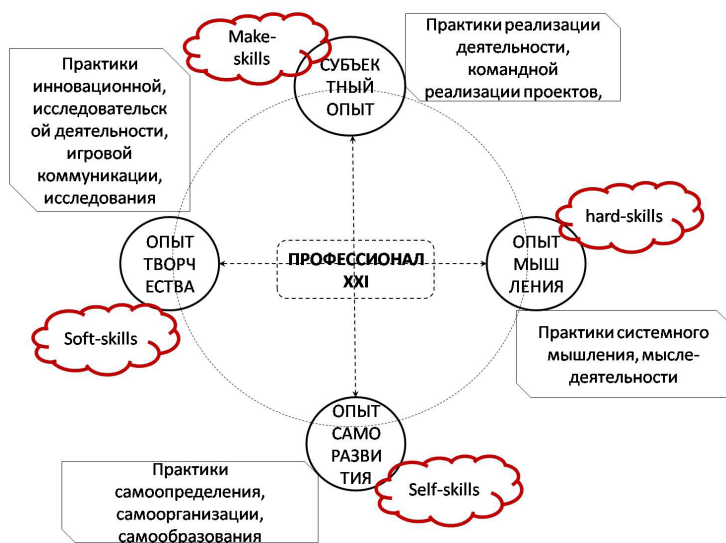 Make-
skills
СУБЪЕК
ТНЫЙ
ОПЫТ
Практики реализации
деятельности,
командной
реализации проектов,
Практики
инновационной,
исследовательск
ой деятельности,
игровой
коммуникации,
исследования
hard-skills
ОПЫТ
МЫШ
ЛЕНИЯ
ОПЫТ
ТВОРЧ
ЕСТВА
ПРОФЕССИОНАЛ
XXI
Soft-skills
Практики системного
мышления, мысле-
деятельности
ОПЫТ
САМО
РАЗВИ
ТИЯ
Self-skills
Практики
самоопределения,
самоорганизации,
самообразования